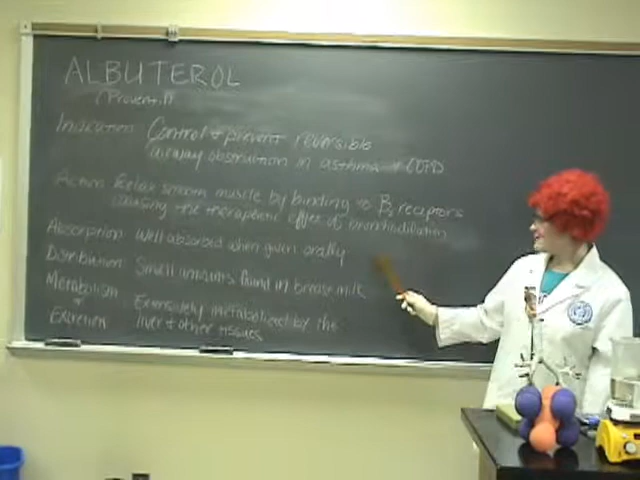 ALBUTEROL
(Proventil)
Indication: Control & prevent reversible
airway obstruction in asthma & COPD
Action: Relax smooth muscle by binding to B₂ receptors
causing the therapeutic effect of bronchodilation
Absorption: Well absorbed when given orally
Distribution: Small amounts found in breast milk
Metabolism
&
Excretion
Extensively metabolized by the
liver & other tissues